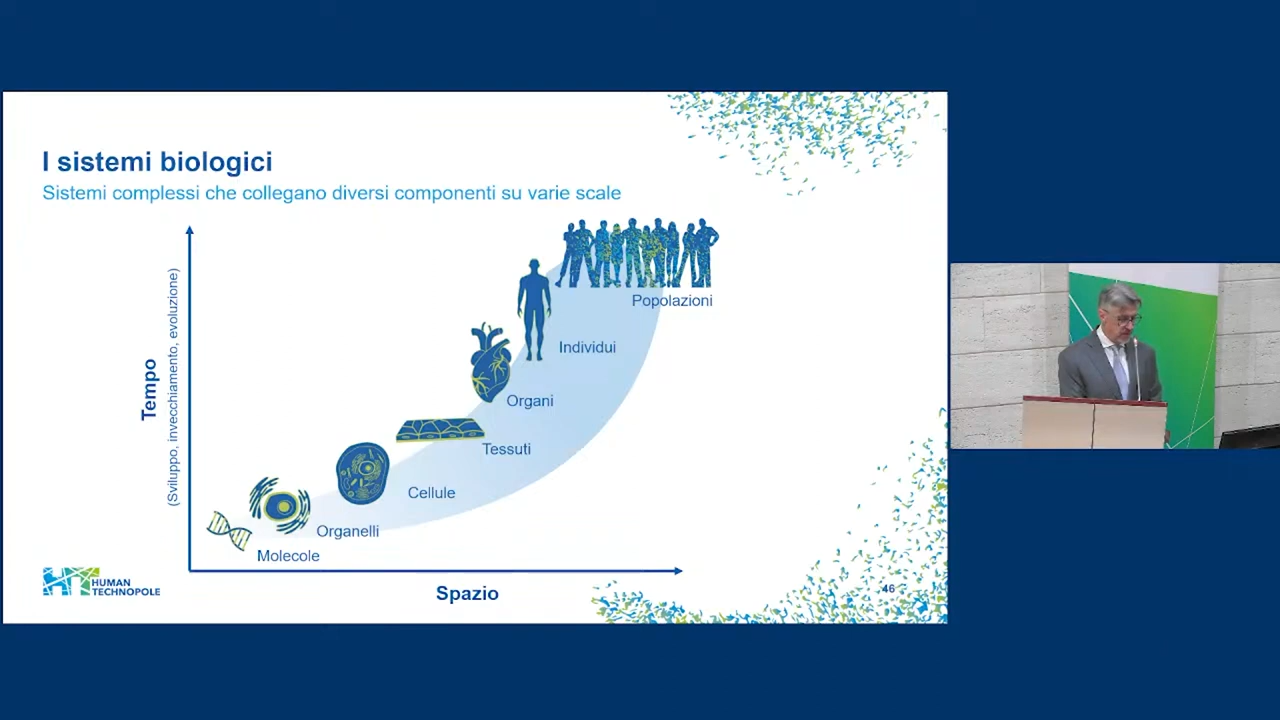 I sistemi biologici
Sistemi complessi che collegano diversi componenti su varie scale
Tempo
(Sviluppo, invecchiamento, evoluzione)
Popolazioni
Individui
Organi
Tessuti
Cellule
Organelli
Molecole
Spazio
HUMAN
TECHNOPOLE
46